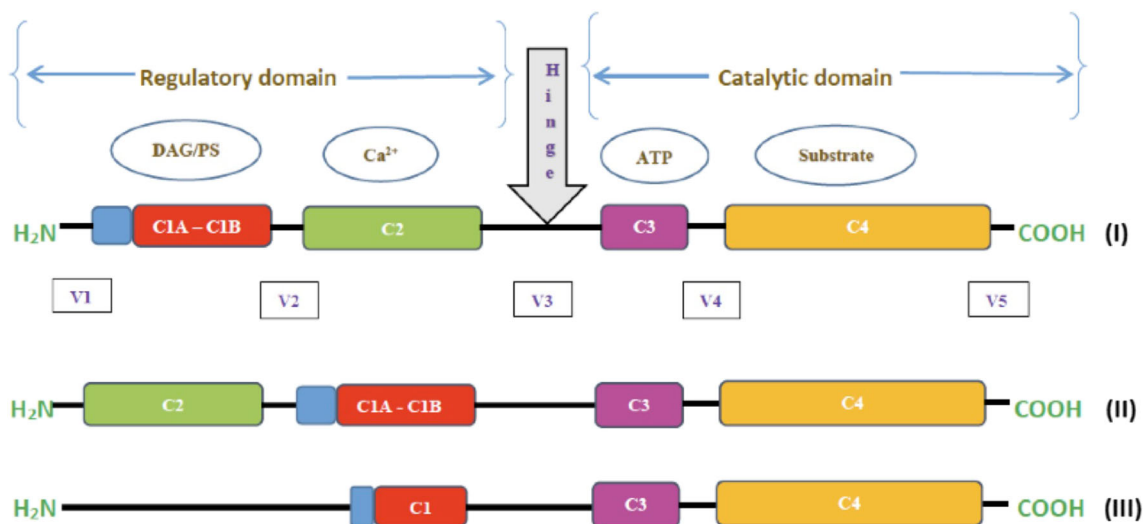 Regulatory domain
Hinge
Catalytic domain
DAG/PS
Ca²⁺
ATP
Substrate
H₂N C1A – C1B C2 C3 C4 COOH (I)
V1 V2 V3 V4 V5
H₂N C2 C1A - C1B C3 C4 COOH (II)
H₂N C1 C3 C4 COOH (III)